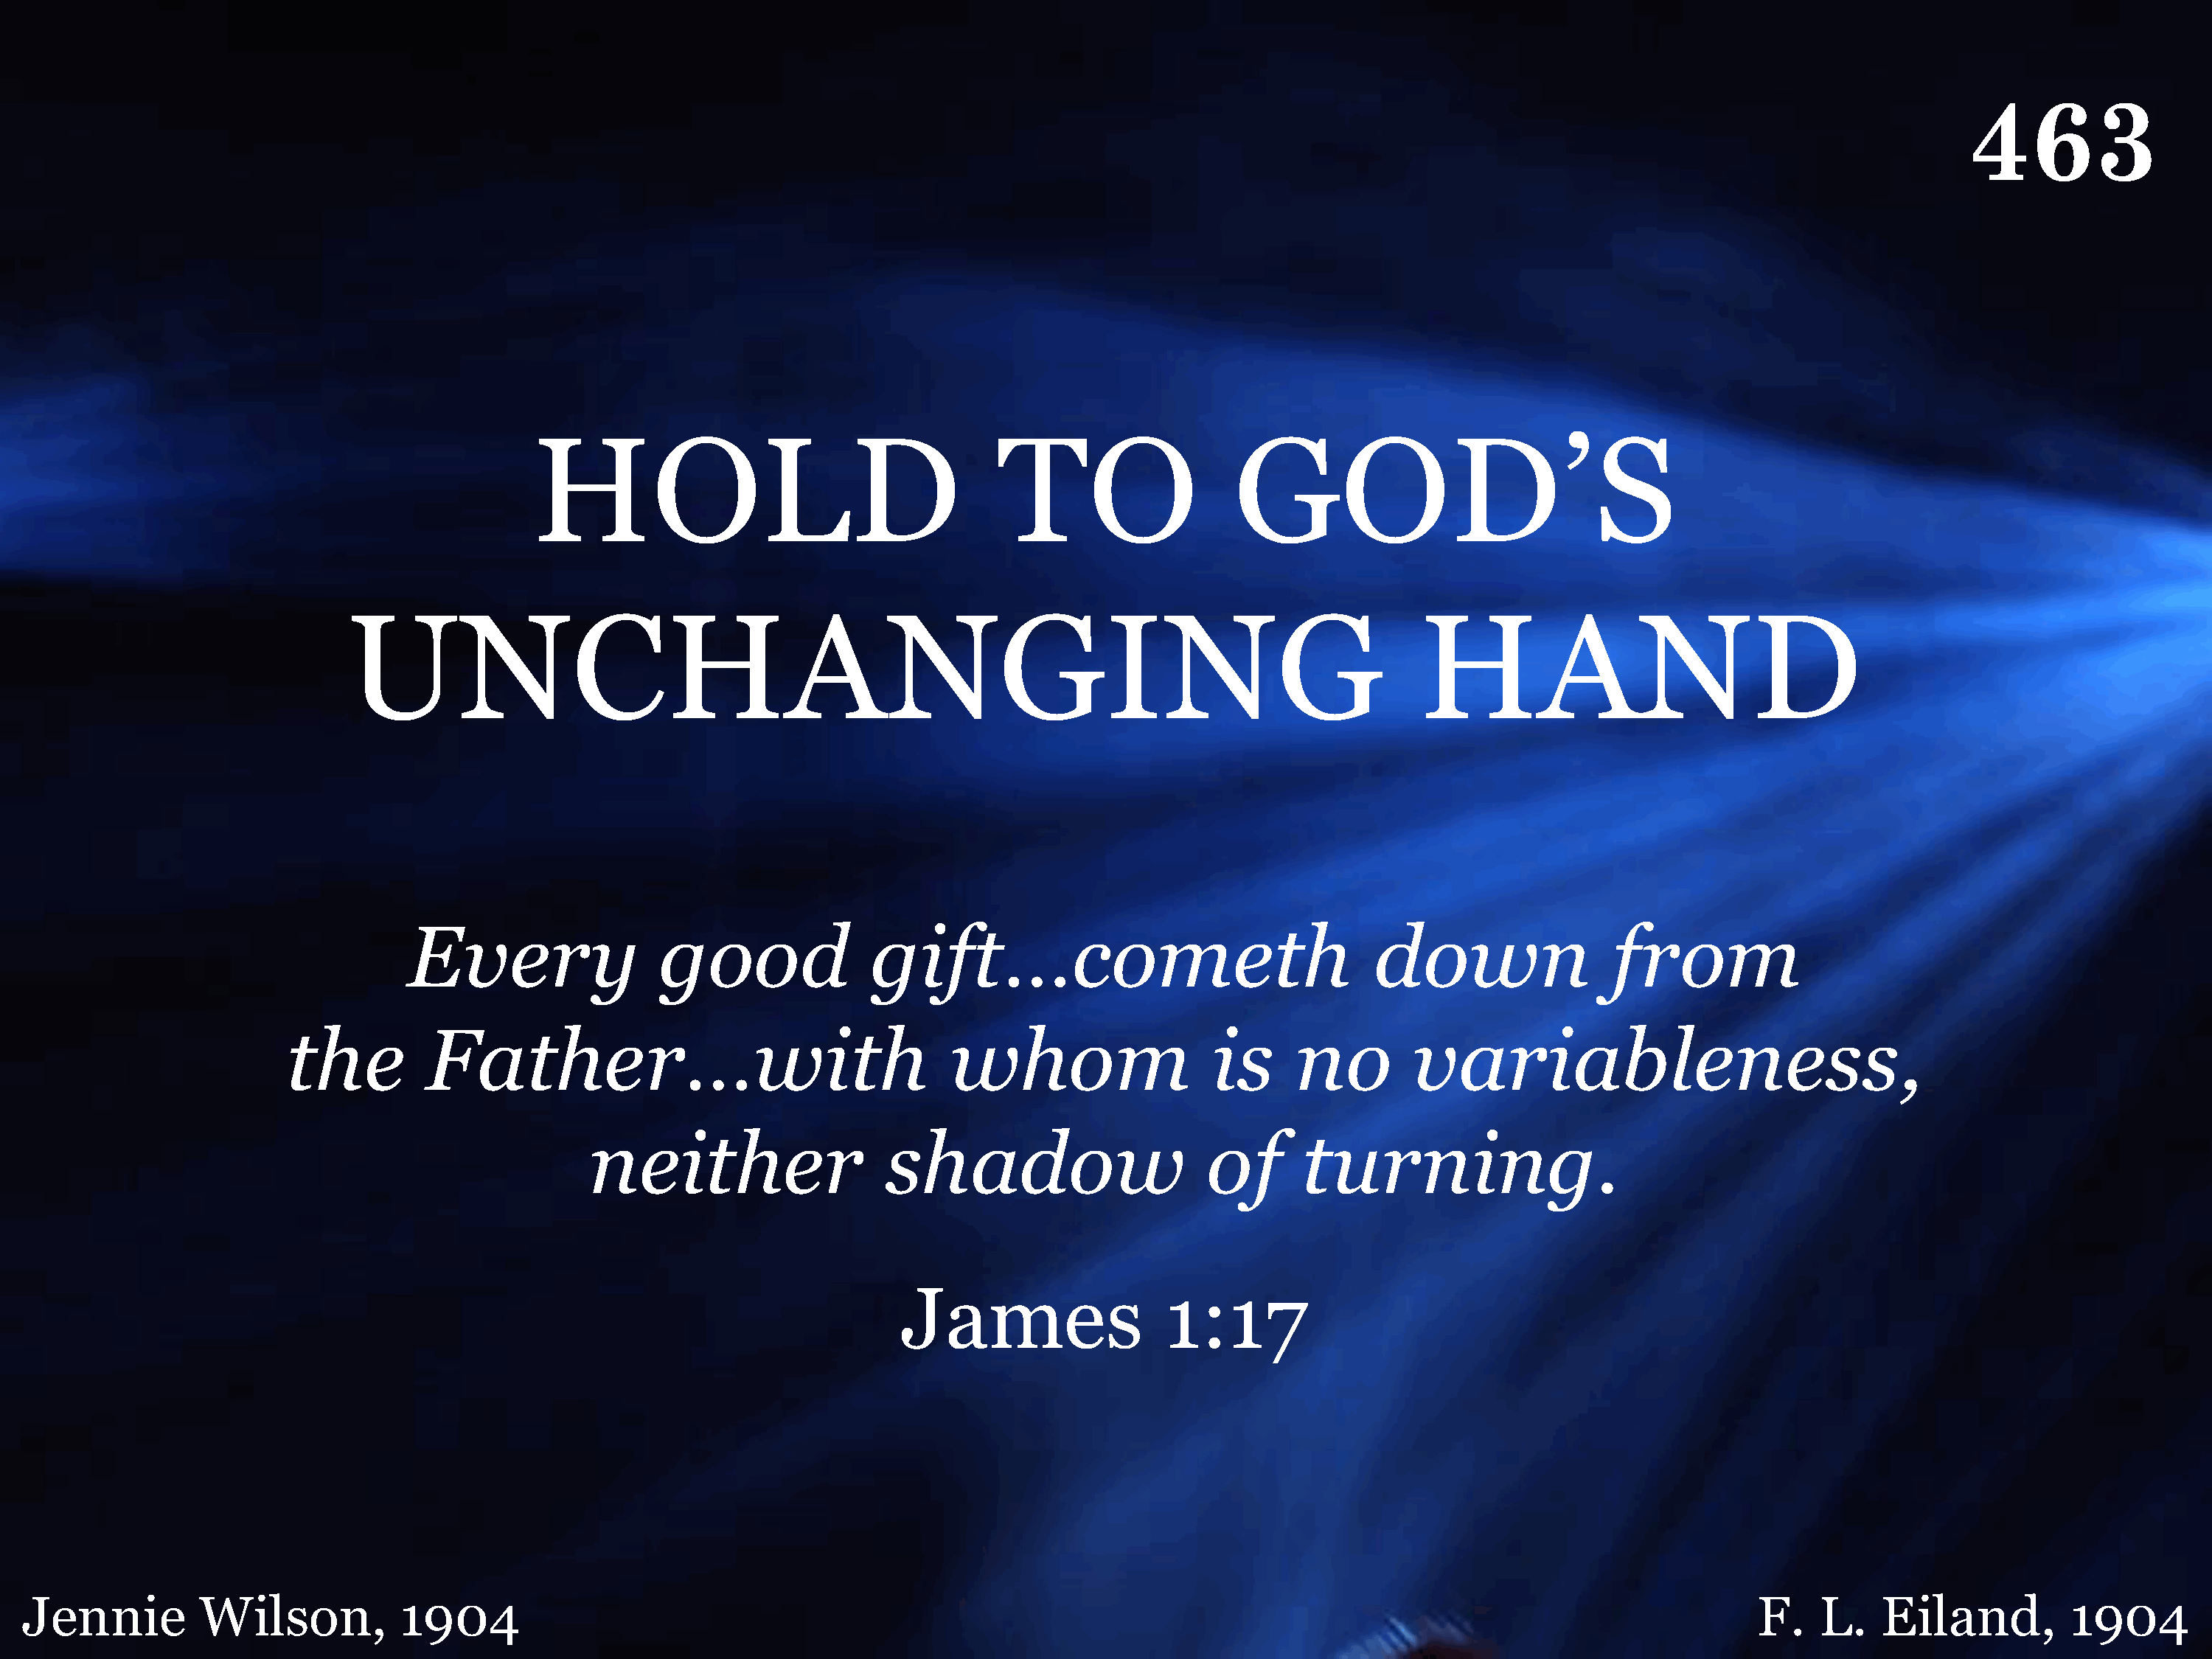 463
HOLD TO GOD’S
UNCHANGING HAND
Every good gift…cometh down from
the Father…with whom is no variableness,
neither shadow of turning.
James 1:17
Jennie Wilson, 1904
F. L. Eiland, 1904